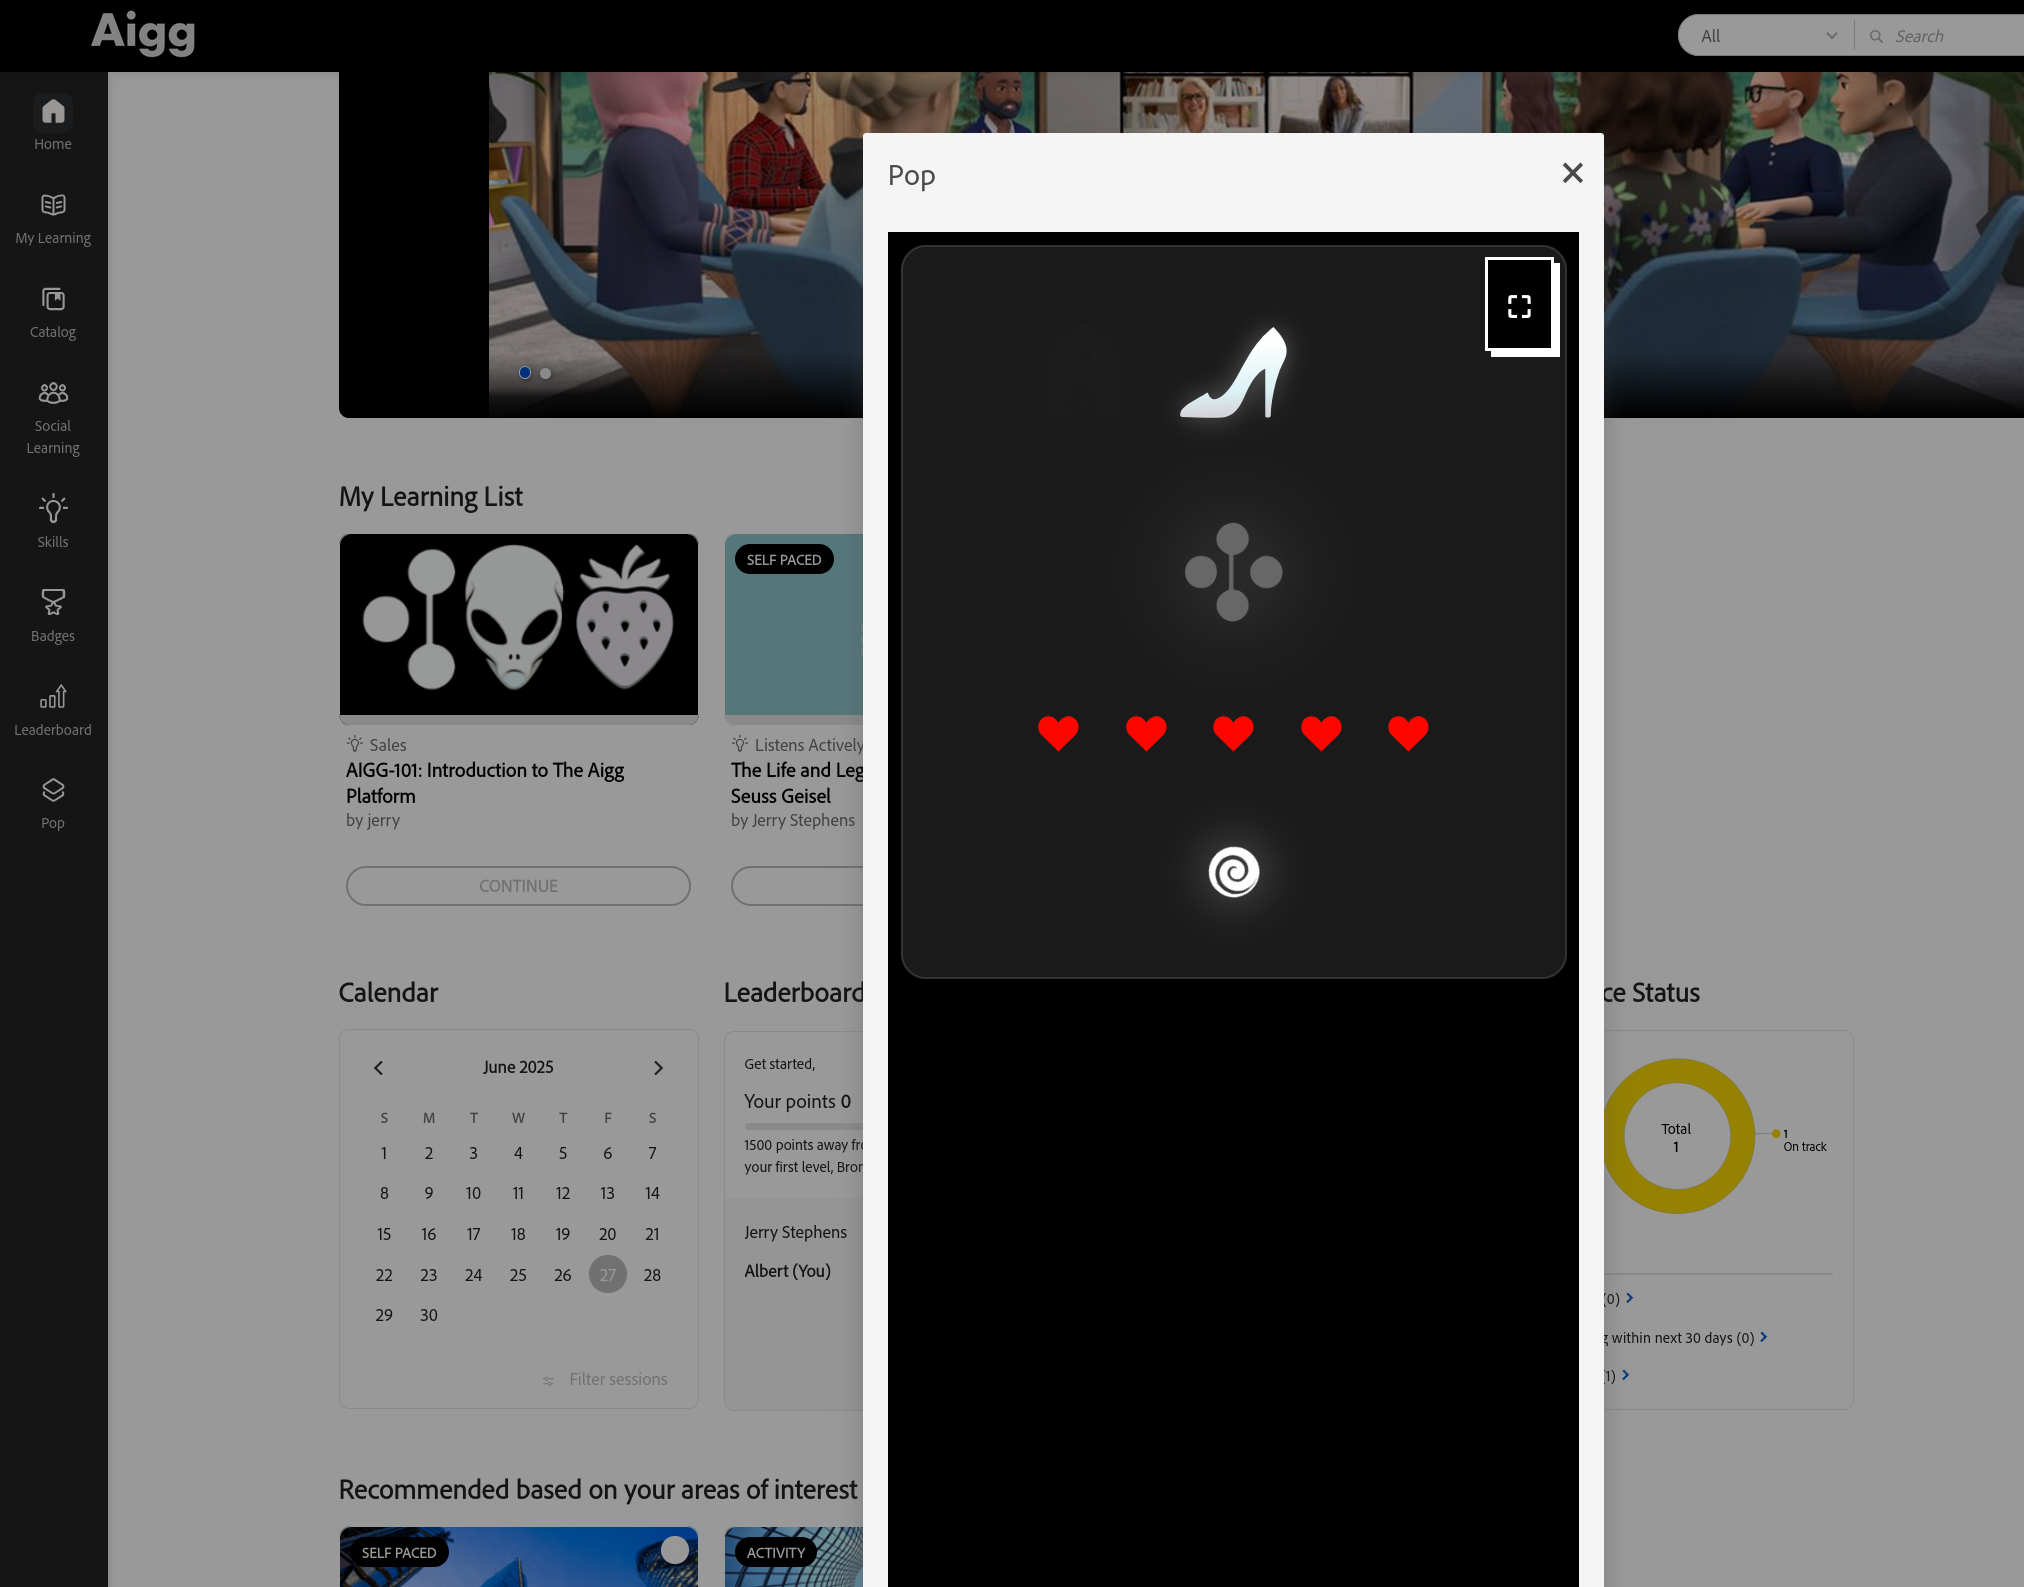 Aigg
All
Search
Home
My Learning
Catalog
Social
Learning
Skills
Badges
Leaderboard
Pop
Pop
My Learning List
SELF PACED
Sales
AIGG-101: Introduction to The Aigg
Platform
by jerry
CONTINUE
Listens Actively
The Life and Leg
Seuss Geisel
by Jerry Stephens
Calendar
June 2025
S M T W T F S
1 2 3 4 5 6 7
8 9 10 11 12 13 14
15 16 17 18 19 20 21
22 23 24 25 26 27 28
29 30
Filter sessions
Leaderboard
Get started,
Your points 0
1500 points away fro
your first level, Bron
Jerry Stephens
Albert (You)
ce Status
Total
1
1
On track
(0)
g within next 30 days (0)
(1)
Recommended based on your areas of interest
SELF PACED
ACTIVITY